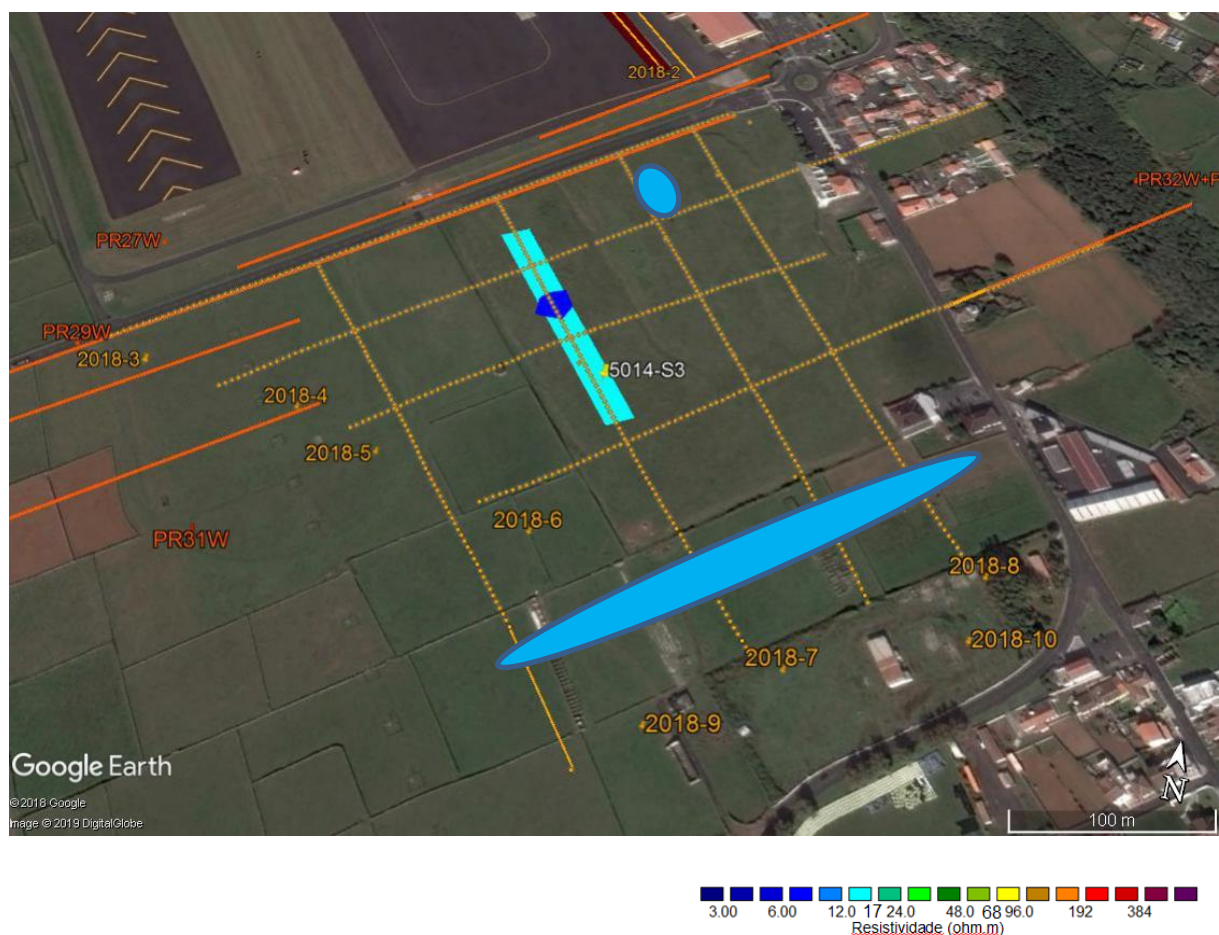 2018-2
PR32W+P
PR27W
PR29W
2018-3
5014-S3
2018-4
2018-5
2018-6
PR31W
2018-8
2018-10
2018-7
2018-9
Google Earth
© 2018 Google
Image © 2019 DigitalGlobe
N
100 m
3.00 6.00 12.0 17 24.0 48.0 68 96.0 192 384
Resistividade (ohm.m)